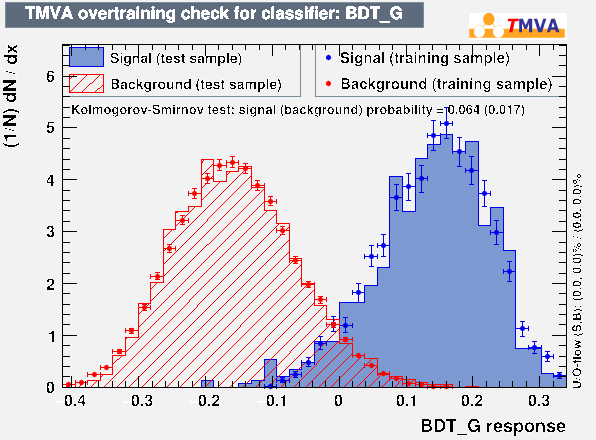 TMVA overtraining check for classifier: BDT_G
TMVA
(1/N) dN / dx
Signal (test sample)
Background (test sample)
Signal (training sample)
Background (training sample)
Kolmogorov-Smirnov test: signal (background) probability = 0.064 (0.017)
6
5
4
3
2
1
0
-0.4 -0.3 -0.2 -0.1 0 0.1 0.2 0.3
BDT_G response
U/O-flow (S,B): (0.0, 0.0)% / (0.0, 0.0)%